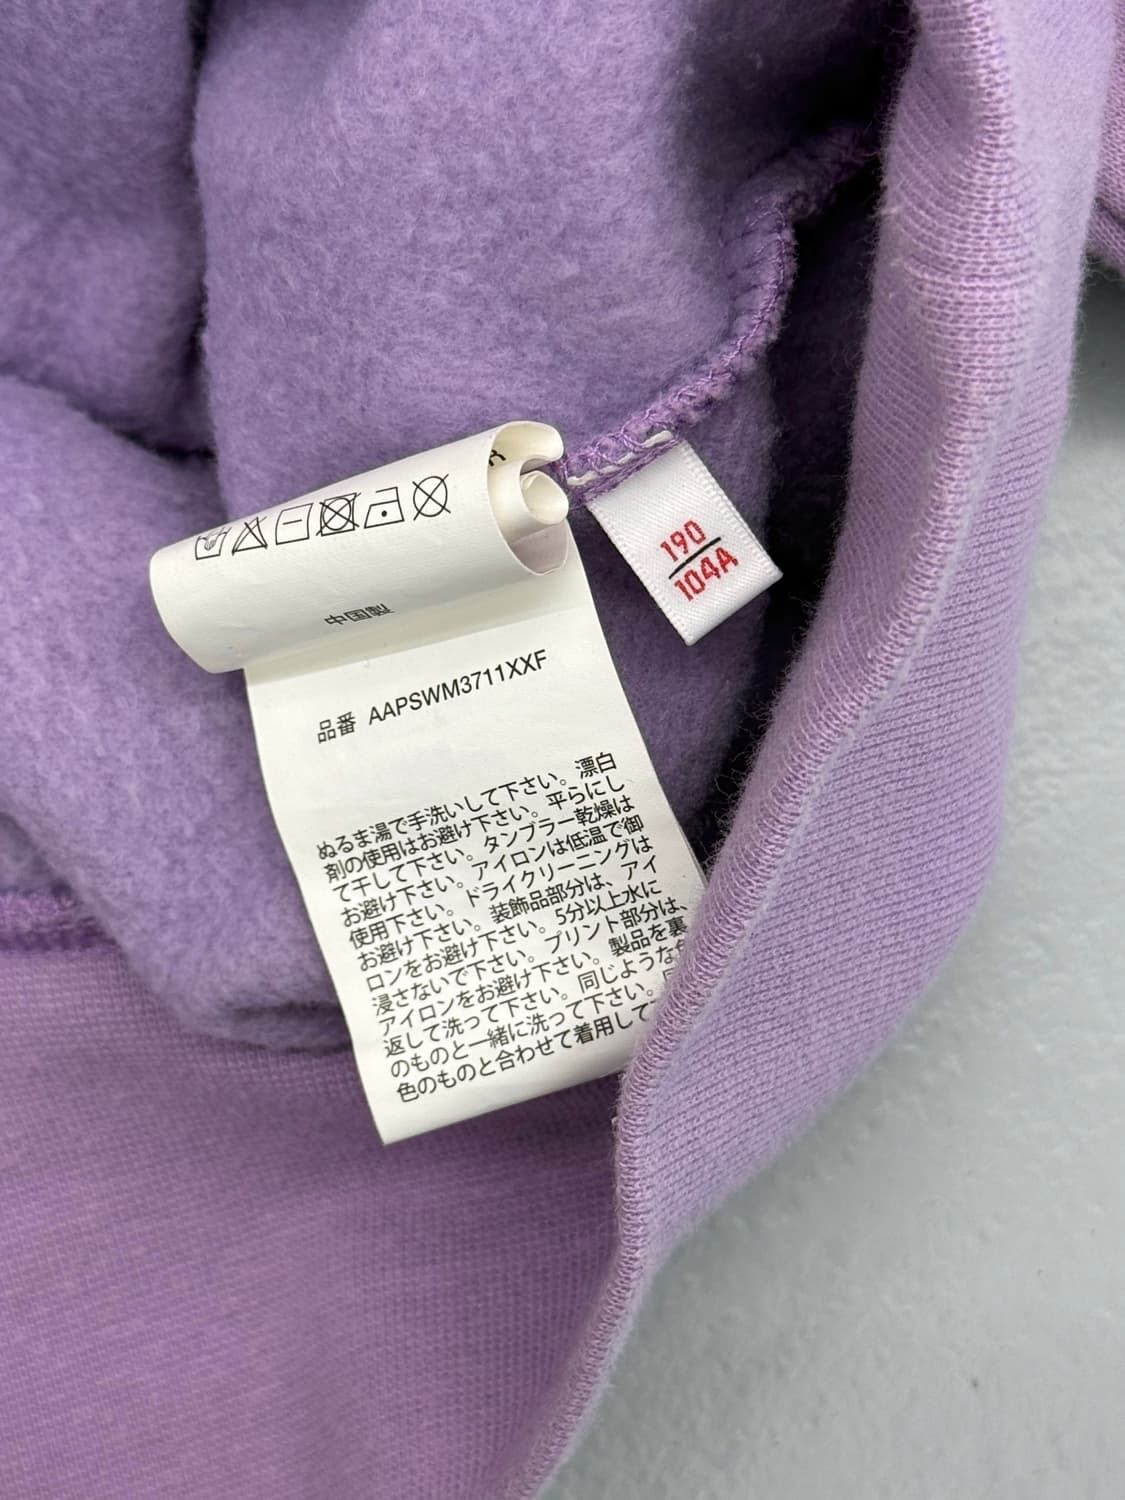 中国製
190
104A
品番 AAPSWM3711XXF
ぬるま湯で手洗いして下さい。漂白
剤の使用はお避け下さい。平らにし
て干して下さい。タンブラー乾燥は
お避け下さい。アイロンは低温で御
使用下さい。ドライクリーニングは
お避け下さい。装飾品部分は、アイ
ロンをお避け下さい。5分以上水に
浸さないで下さい。プリント部分は、
アイロンをお避け下さい。製品を裏
返して洗って下さい。同じような
のものと一緒に洗って下さい。
色のものと合わせて着用して